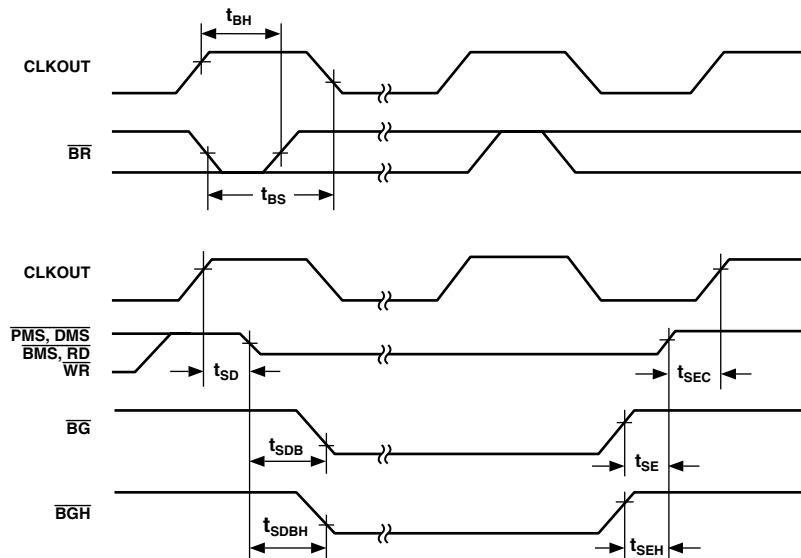 tBH
CLKOUT
BR
tBS
CLKOUT
PMS, DMS
BMS, RD
WR
tSD
tSEC
BG
tSDB
tSE
BGH
tSDBH
tSEH